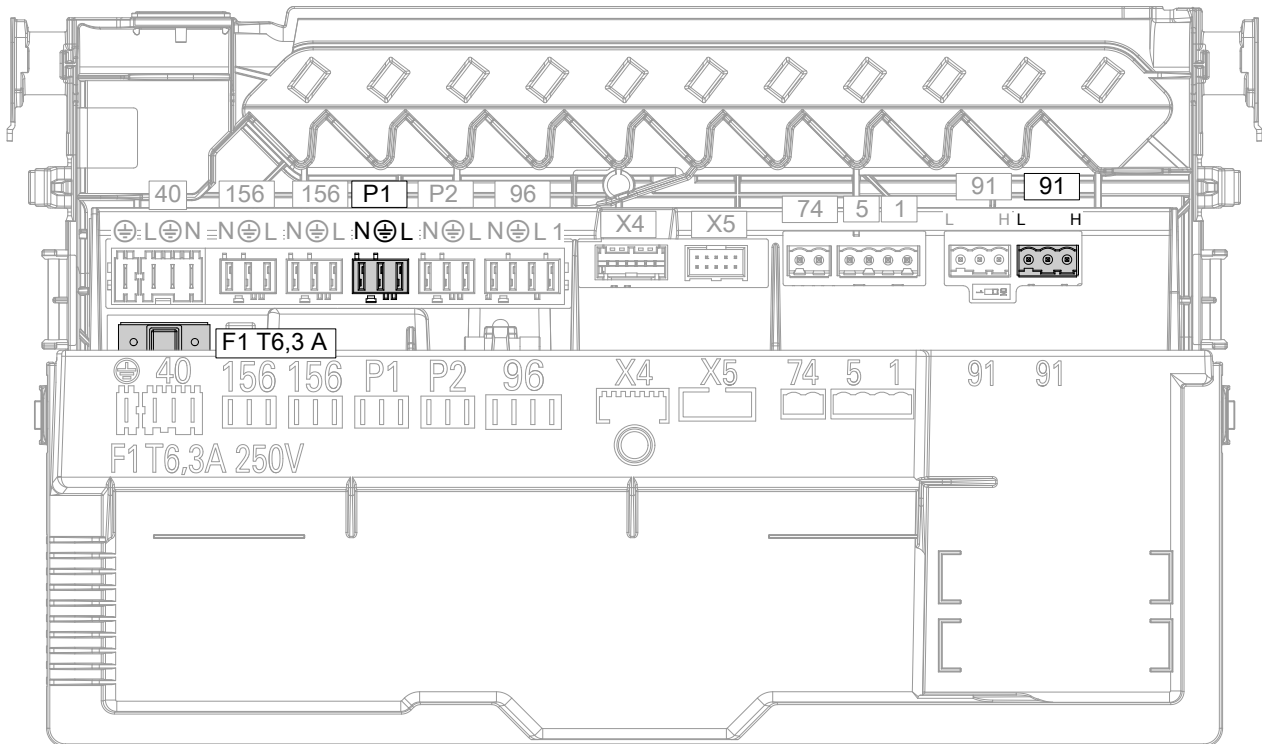 40 156 156 P1 P2 96 X4 X5 74 5 1 91 91
⏚ L ⏚ N N ⏚ L N ⏚ L N ⏚ L N ⏚ L N ⏚ L 1 L H L H
F1 T6,3 A
⏚ 40 156 156 P1 P2 96 X4 X5 74 5 1 91 91
F1 T6,3A 250V